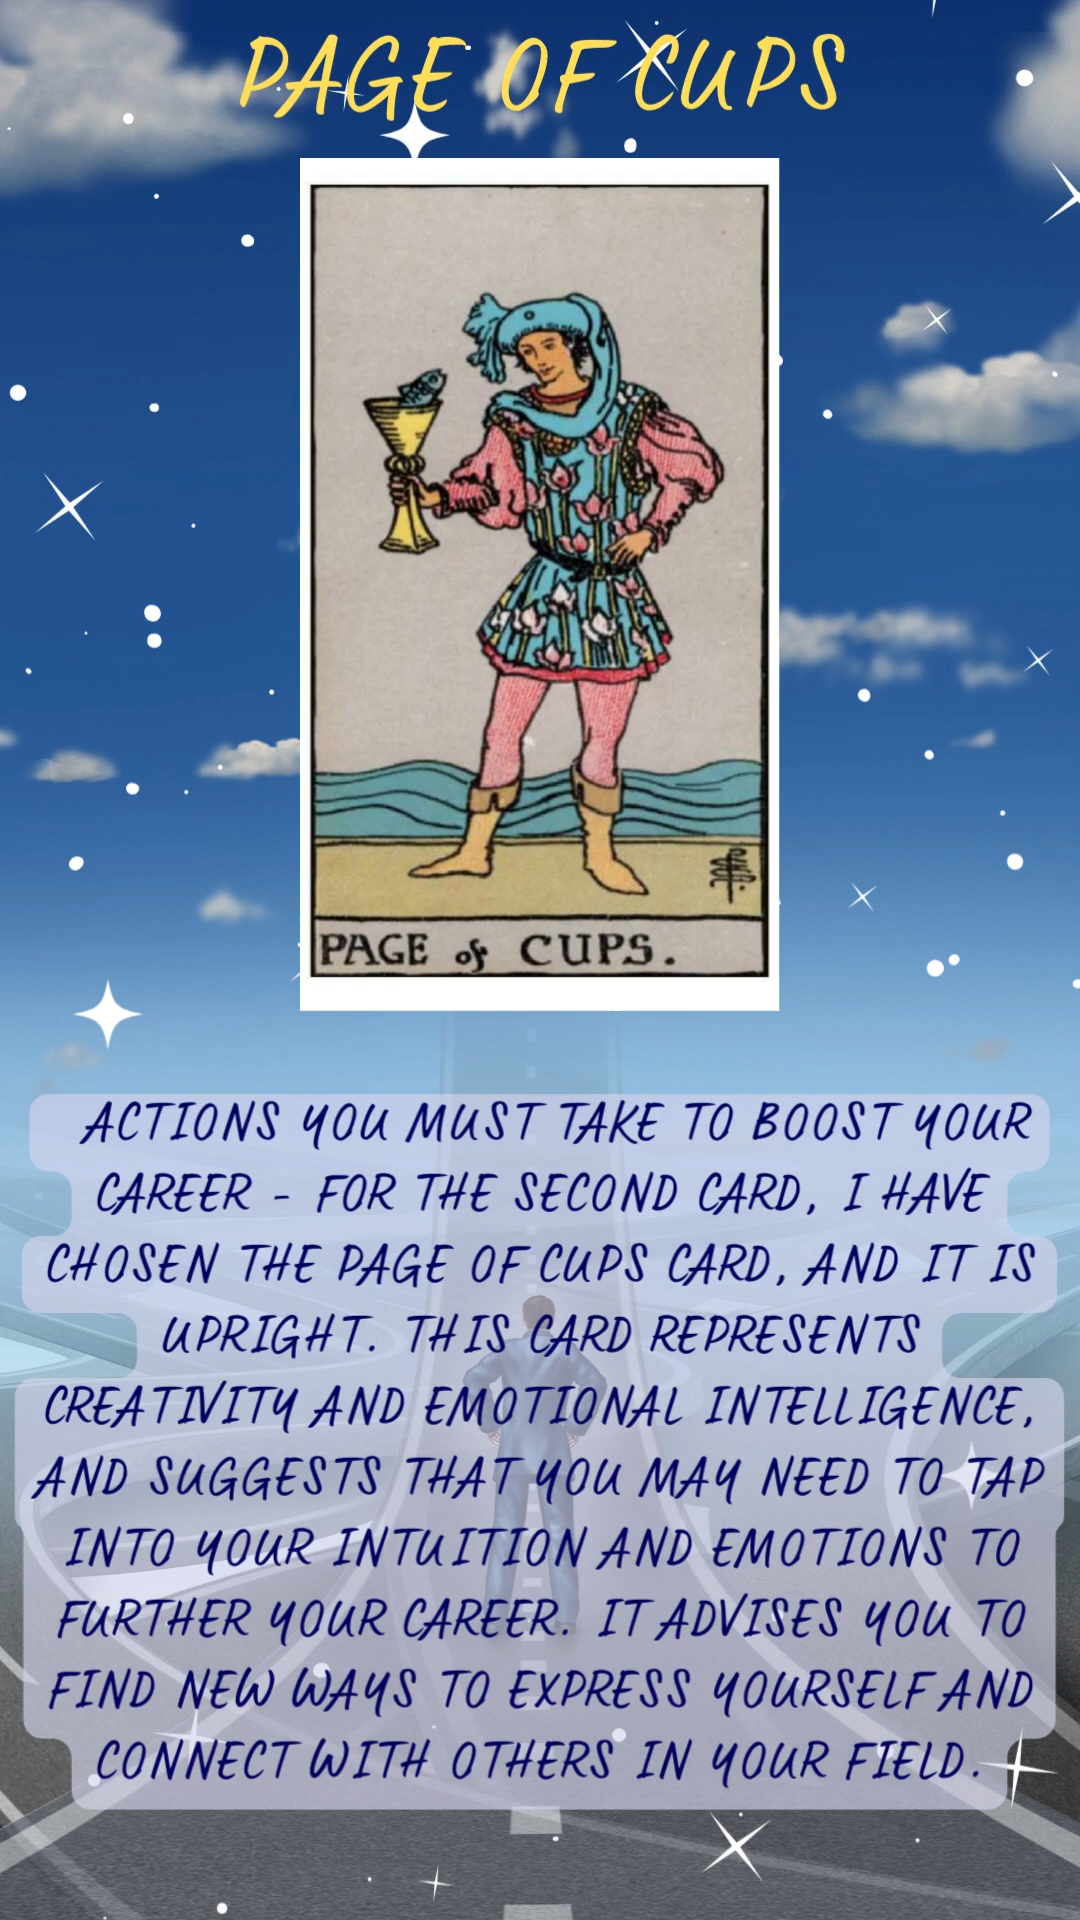 PAGE OF CUPS
PAGE of CUPS.
ACTIONS YOU MUST TAKE TO BOOST YOUR
CAREER - FOR THE SECOND CARD, I HAVE
CHOSEN THE PAGE OF CUPS CARD, AND IT IS
UPRIGHT. THIS CARD REPRESENTS
CREATIVITY AND EMOTIONAL INTELLIGENCE,
AND SUGGESTS THAT YOU MAY NEED TO TAP
INTO YOUR INTUITION AND EMOTIONS TO
FURTHER YOUR CAREER. IT ADVISES YOU TO
FIND NEW WAYS TO EXPRESS YOURSELF AND
CONNECT WITH OTHERS IN YOUR FIELD.